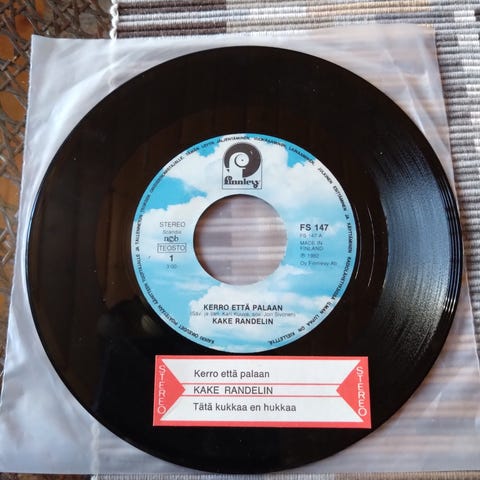 finnlevy
STEREO
Scandia
ncb
TEOSTO
1
3:00
FS 147
FS 147 A
MADE IN
FINLAND
℗ 1982
Oy Finnlevy Ab
KERRO ETTÄ PALAAN
KAKE RANDELIN
STEREO
Kerro että palaan
KAKE RANDELIN
Tätä kukkaa en hukkaa
STEREO